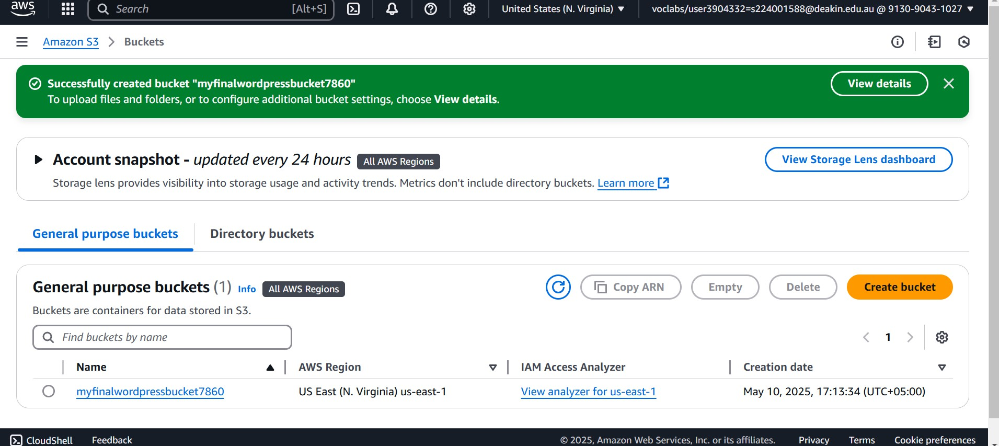 aws Search [Alt+S] United States (N. Virginia) voclabs/user3904332=s224001588@deakin.edu.au @ 9130-9043-1027
Amazon S3 Buckets
Successfully created bucket "myfinalwordpressbucket7860"
To upload files and folders, or to configure additional bucket settings, choose View details.
View details
Account snapshot - updated every 24 hours All AWS Regions
View Storage Lens dashboard
Storage lens provides visibility into storage usage and activity trends. Metrics don't include directory buckets. Learn more
General purpose buckets Directory buckets
General purpose buckets (1) Info All AWS Regions
Copy ARN Empty Delete Create bucket
Buckets are containers for data stored in S3.
Find buckets by name
1
Name AWS Region IAM Access Analyzer Creation date
myfinalwordpressbucket7860 US East (N. Virginia) us-east-1 View analyzer for us-east-1 May 10, 2025, 17:13:34 (UTC+05:00)
CloudShell Feedback © 2025, Amazon Web Services, Inc. or its affiliates. Privacy Terms Cookie preferences